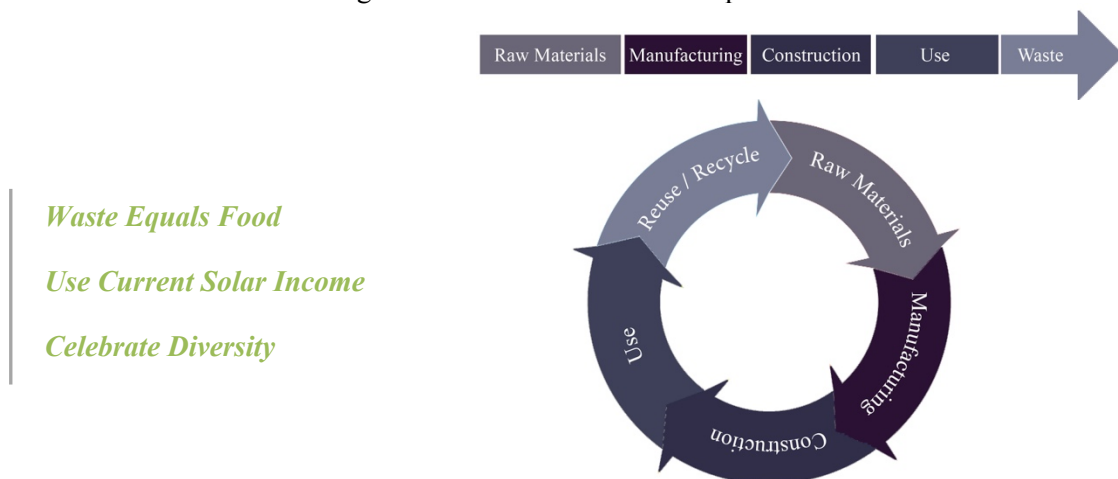 Raw Materials
Manufacturing
Construction
Use
Waste
Waste Equals Food
Use Current Solar Income
Celebrate Diversity
Reuse / Recycle
Raw Materials
Manufacturing
Construction
Use